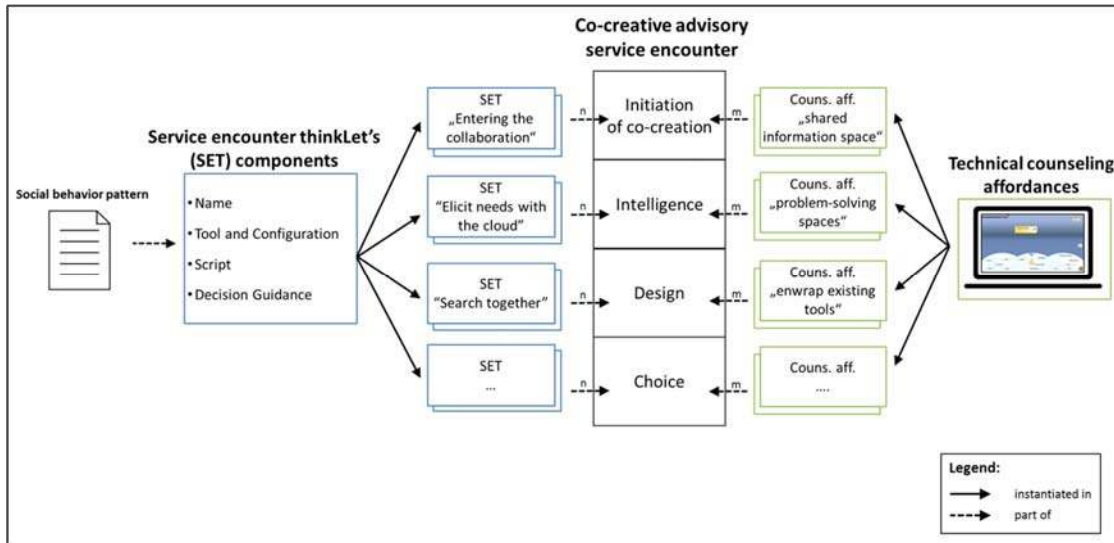 Co-creative advisory
service encounter
Service encounter thinkLet's
(SET) components
Social behavior pattern
•Name
•Tool and Configuration
•Script
•Decision Guidance
SET
„Entering the
collaboration“
SET
“Elicit needs with
the cloud”
SET
“Search together”
SET
...
n
n
n
n
Initiation
of co-creation
Intelligence
Design
Choice
m
m
m
m
Couns. aff.
„shared
information space“
Couns. aff.
„problem-solving
spaces“
Couns. aff.
„enwrap existing
tools“
Couns. aff.
....
Technical counseling
affordances
Legend:
instantiated in
part of